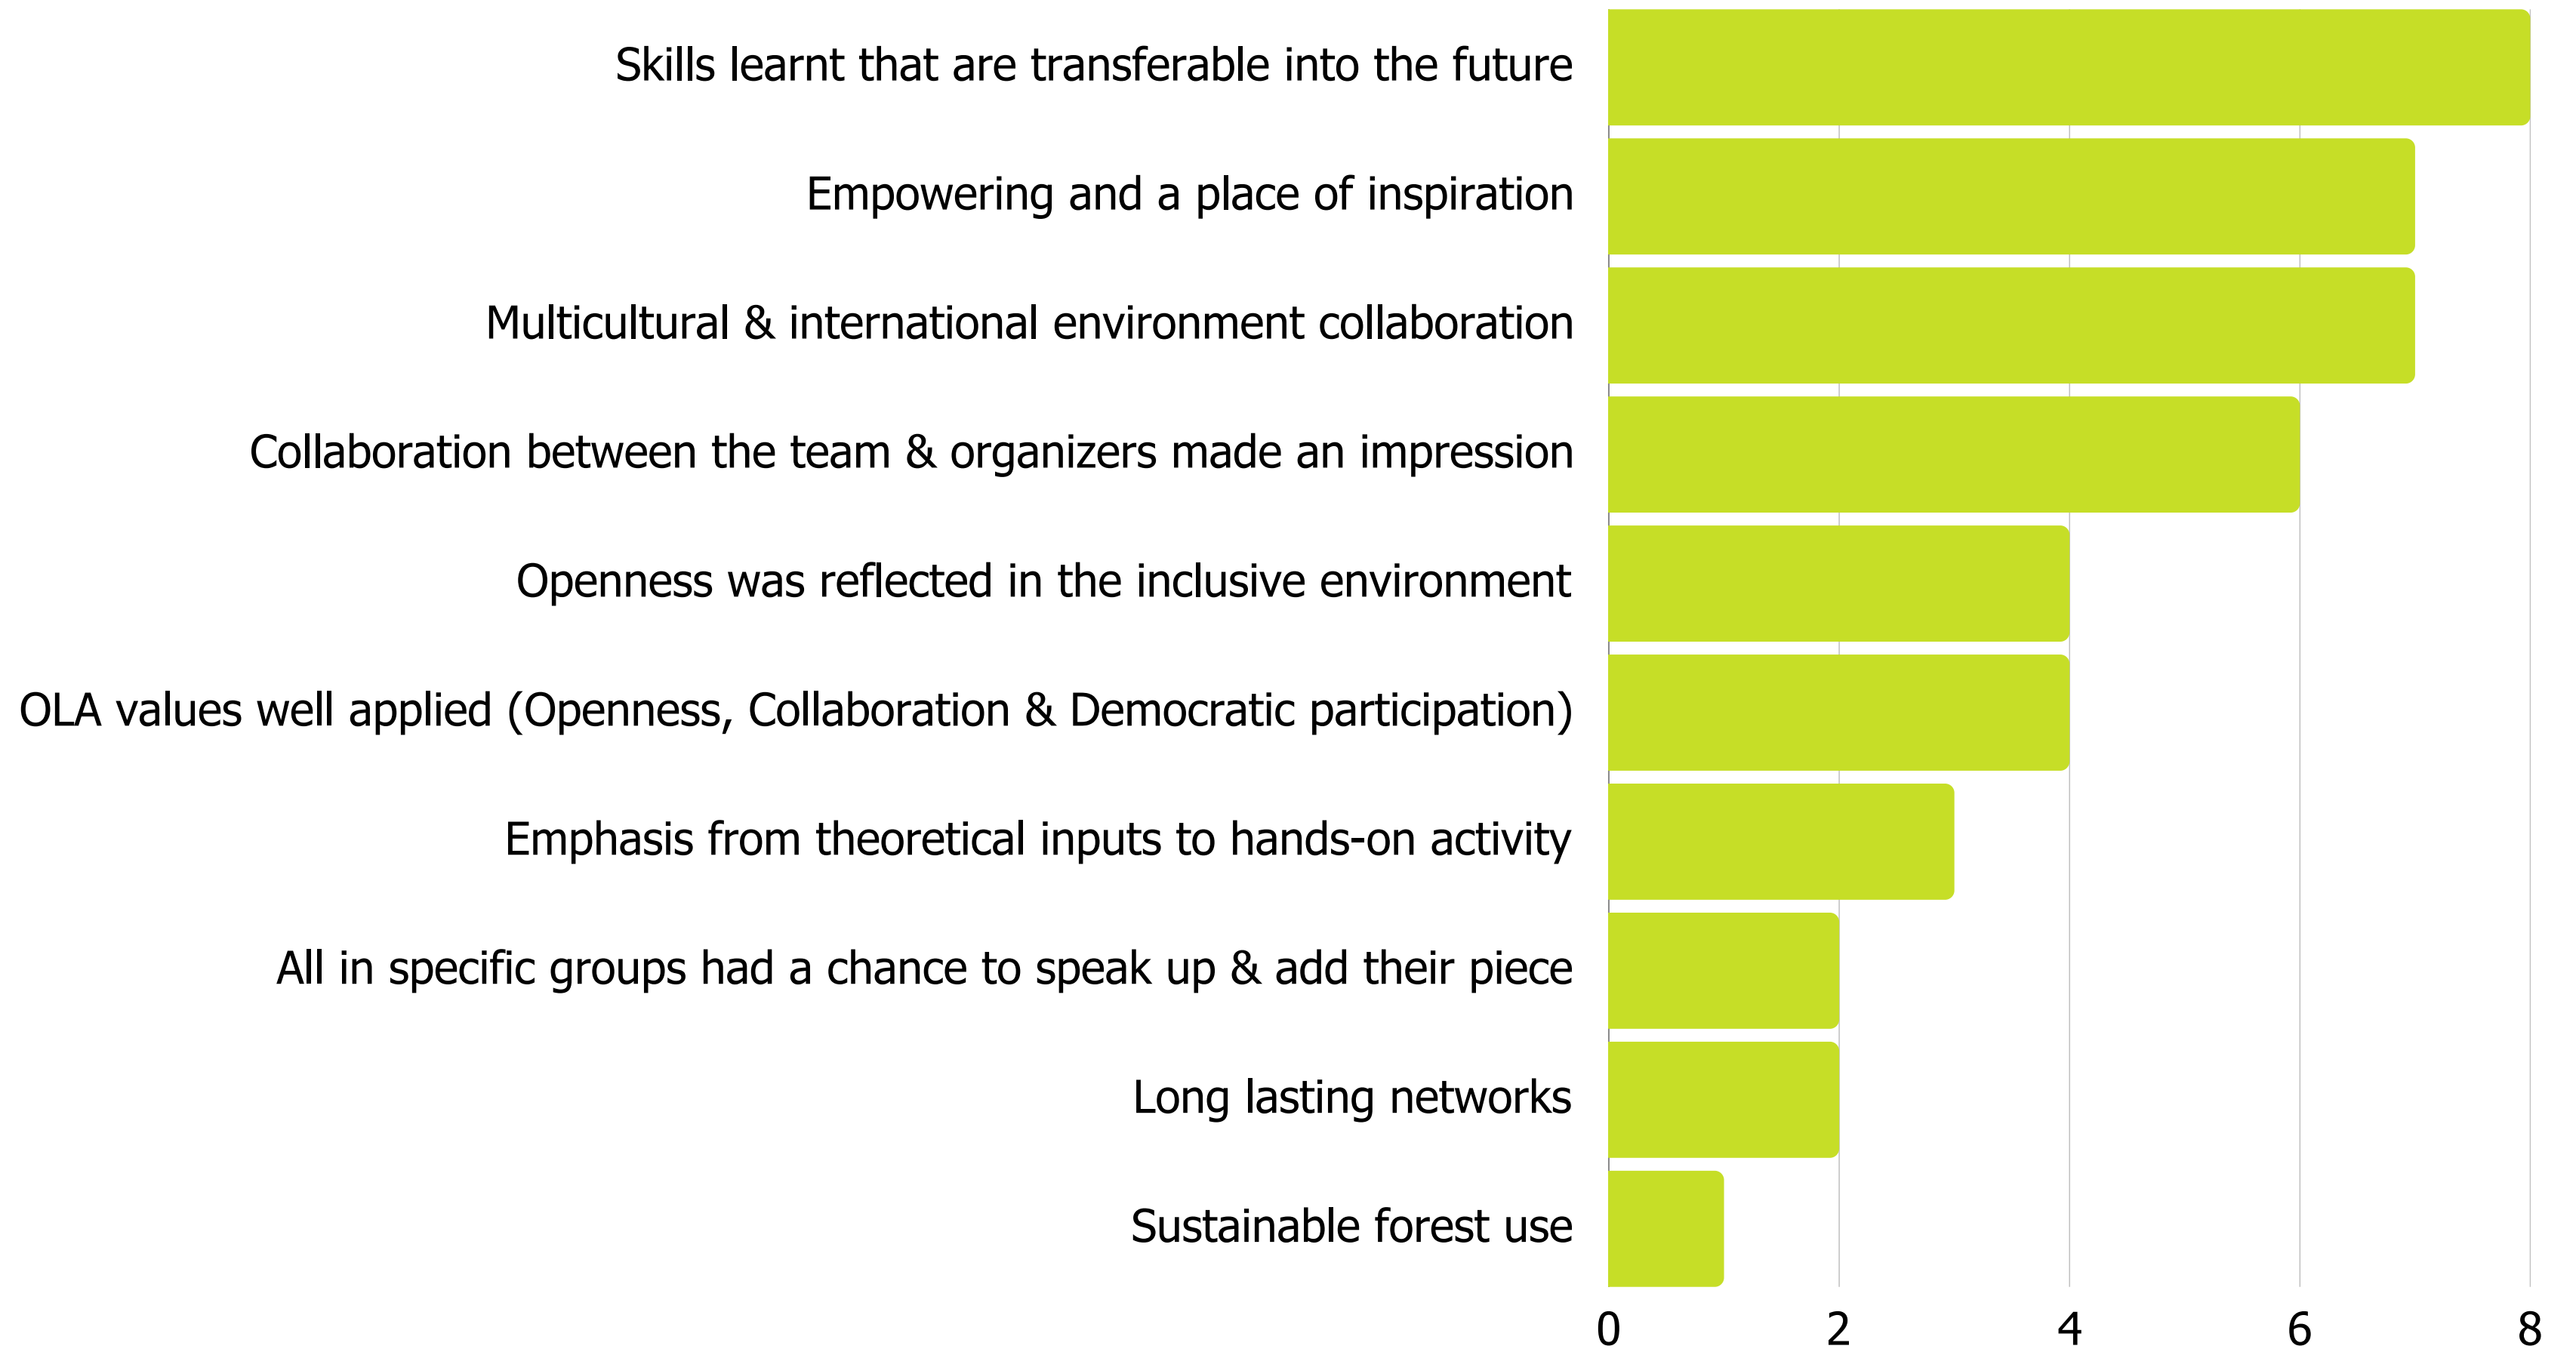 Skills learnt that are transferable into the future
Empowering and a place of inspiration
Multicultural & international environment collaboration
Collaboration between the team & organizers made an impression
Openness was reflected in the inclusive environment
OLA values well applied (Openness, Collaboration & Democratic participation)
Emphasis from theoretical inputs to hands-on activity
All in specific groups had a chance to speak up & add their piece
Long lasting networks
Sustainable forest use
0 2 4 6 8